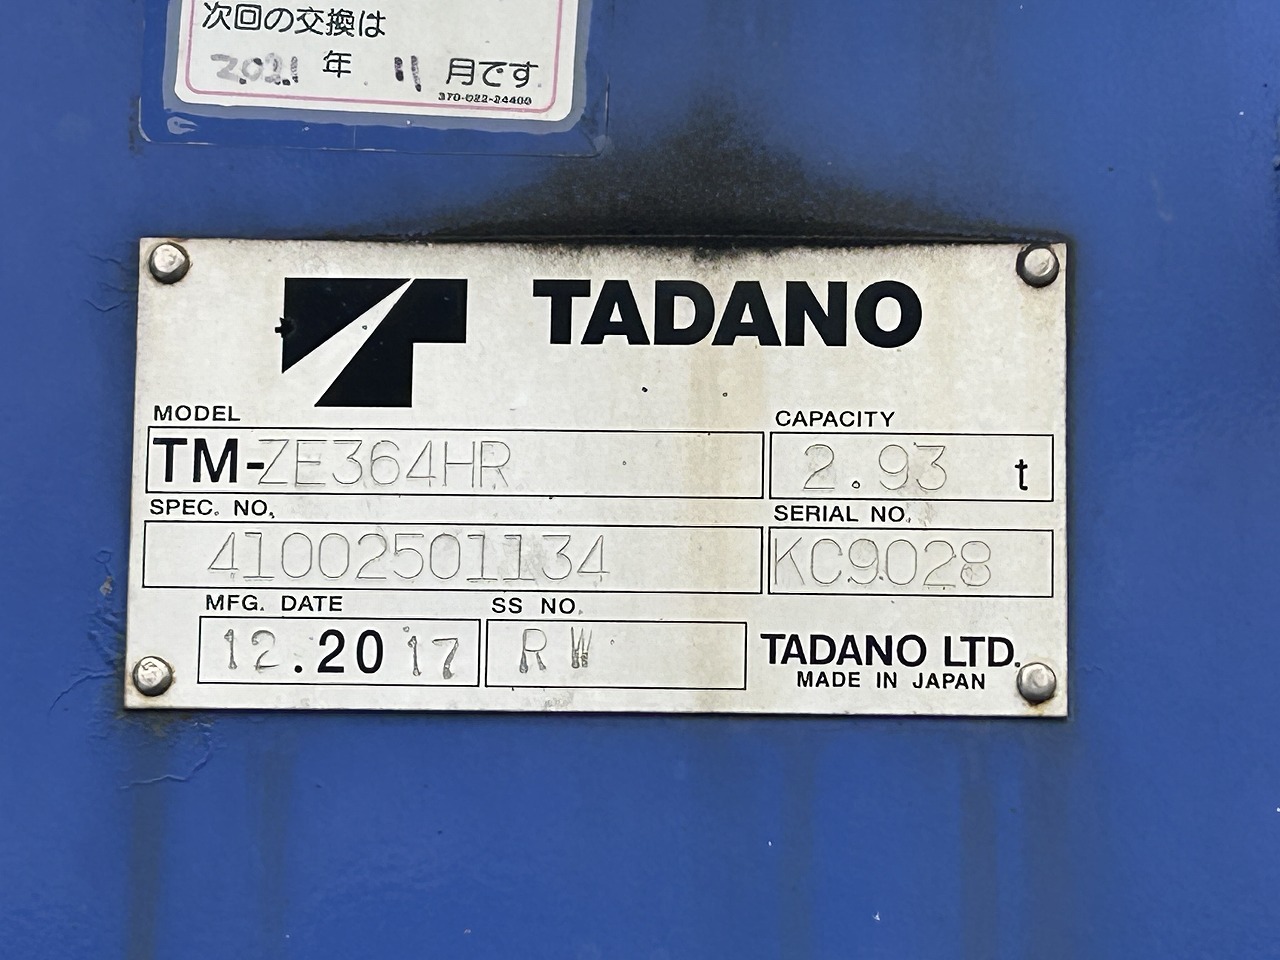 次回の交換は
2021 年 11 月です
370-022-24400
TADANO
MODEL
TM-ZE364HR
CAPACITY
2.93 t
SPEC. NO.
41002501134
SERIAL NO.
KC9028
MFG. DATE
12.2017
SS NO.
RW
TADANO LTD.
MADE IN JAPAN